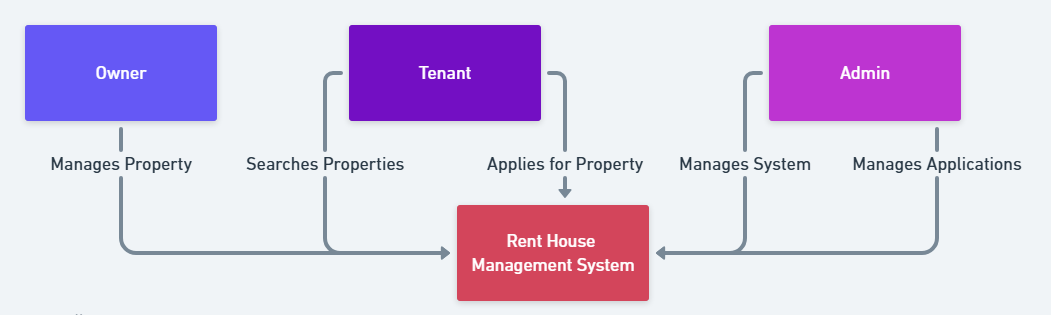 Owner
Tenant
Admin
Manages Property
Searches Properties
Applies for Property
Manages System
Manages Applications
Rent House
Management System